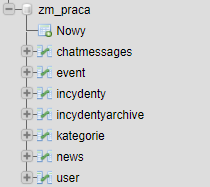 zm_praca
Nowy
chatmessages
event
incydenty
incydentyarchive
kategorie
news
user